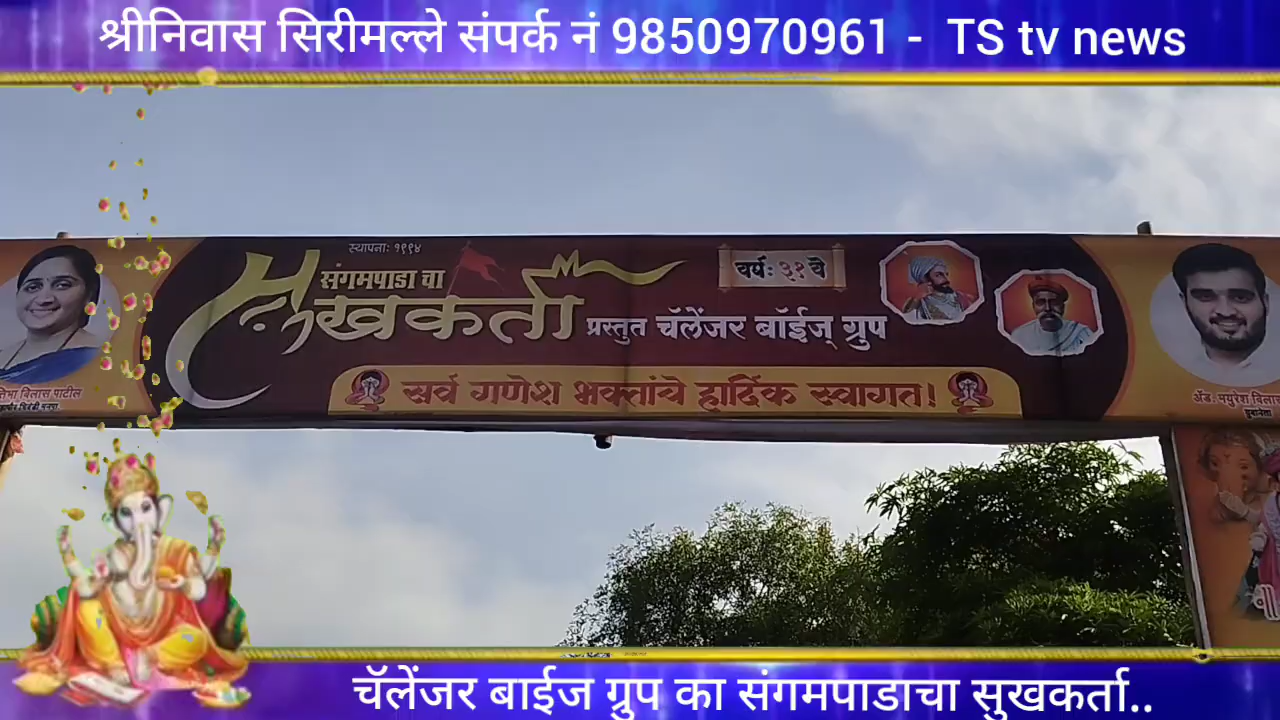 श्रीनिवास सिरीमल्ले संपर्क नं 9850970961 - TS tv news
स्थापनाः १९९४
संगमपाडा चा
सुखकर्ता
वर्षः ३१ वे
प्रस्तुत चॅलेंजर बॉईज् ग्रुप
सर्व गणेश भक्तांचे हार्दिक स्वागत!
विलास पाटील
अ‍ॅड. मयुरेश
युवानेता
चॅलेंजर बाईज ग्रुप का संगमपाडाचा सुखकर्ता..